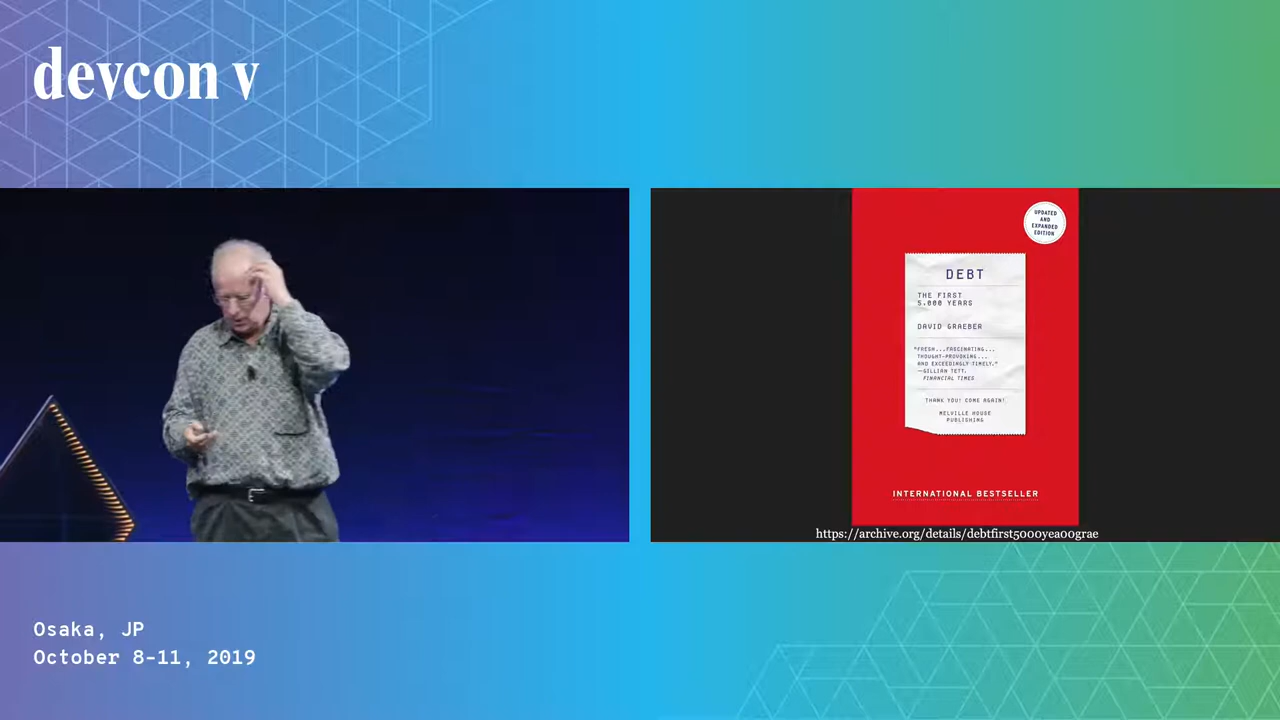 devcon v
UPDATED
AND
EXPANDED
EDITION
DEBT
THE FIRST
5,000 YEARS
DAVID GRAEBER
"FRESH...FASCINATING...
THOUGHT-PROVOKING...
AND EXCEEDINGLY TIMELY."
—GILLIAN TETT,
FINANCIAL TIMES
THANK YOU! COME AGAIN!
MELVILLE HOUSE
PUBLISHING
INTERNATIONAL BESTSELLER
https://archive.org/details/debtfirst5000yea00grae
Osaka, JP
October 8-11, 2019